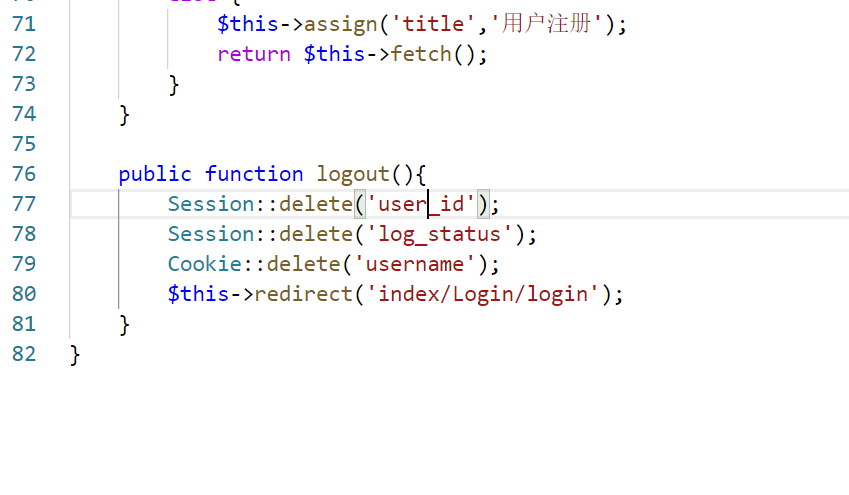 71 $this->assign('title','用户注册');
72 return $this->fetch();
73 }
74 }
75
76 public function logout(){
77 Session::delete('user_id');
78 Session::delete('log_status');
79 Cookie::delete('username');
80 $this->redirect('index/Login/login');
81 }
82 }